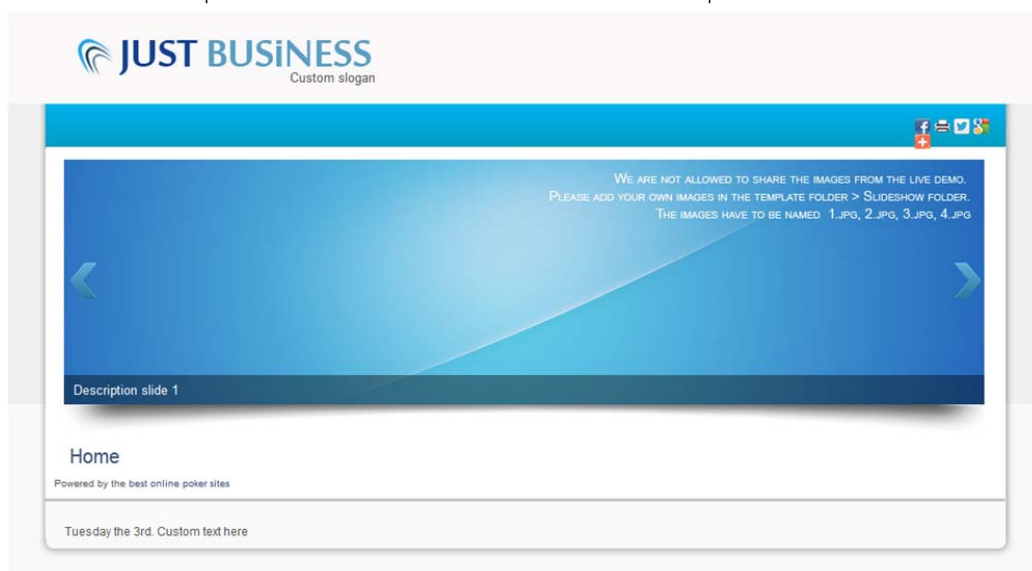 JUST BUSiNESS
Custom slogan
WE ARE NOT ALLOWED TO SHARE THE IMAGES FROM THE LIVE DEMO.
PLEASE ADD YOUR OWN IMAGES IN THE TEMPLATE FOLDER > SLIDESHOW FOLDER.
THE IMAGES HAVE TO BE NAMED 1.JPG, 2.JPG, 3.JPG, 4.JPG
Description slide 1
Home
Powered by the best online poker sites
Tuesday the 3rd. Custom text here